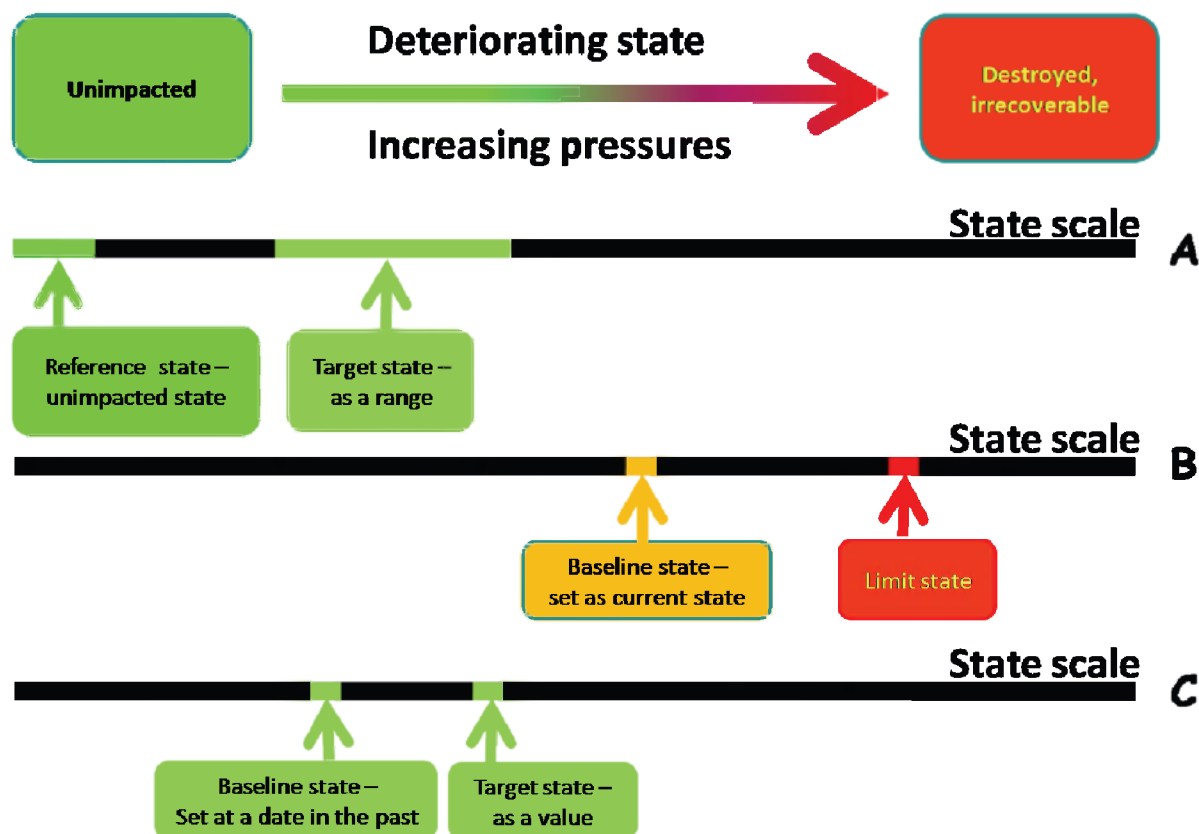 Unimpacted
Deteriorating state
Increasing pressures
Destroyed,
irrecoverable
State scale
A
Reference state –
unimpacted state
Target state –
as a range
State scale
B
Baseline state –
set as current state
Limit state
State scale
C
Baseline state –
Set at a date in the past
Target state –
as a value